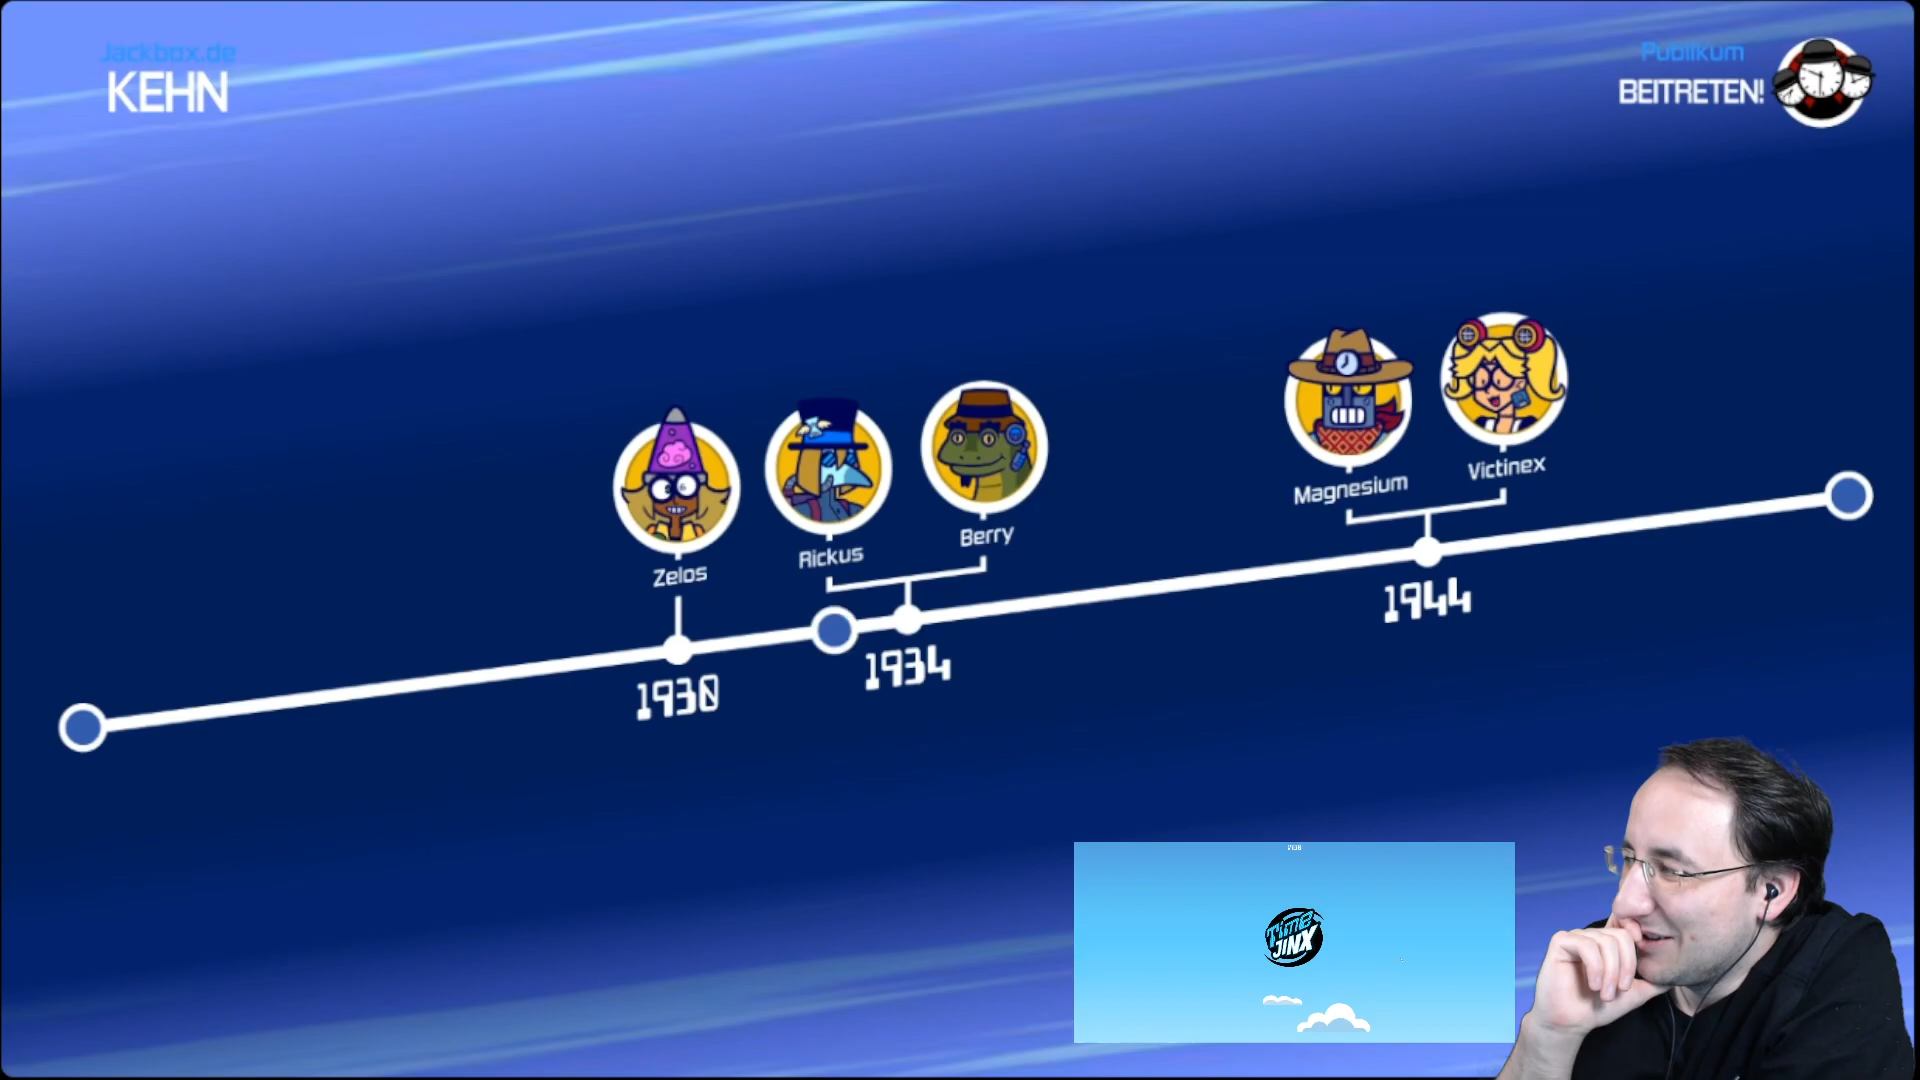 Jackbox.de
KEHN
Publikum
BEITRETEN!
Magnesium
Victinex
Rickus
Berry
Zelos
1944
1934
1930
Time
JINX